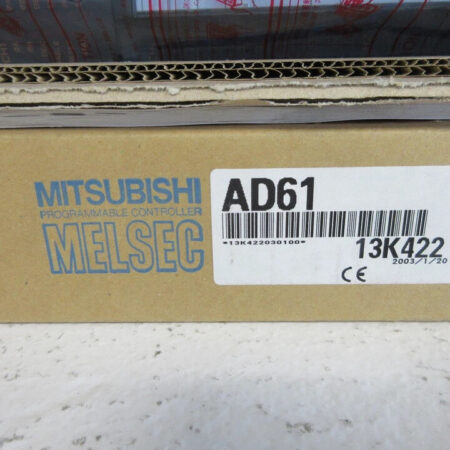 MITSUBISHI
PROGRAMMABLE CONTROLLER
MELSEC
AD61
*13K422030100*
13K422
2003/1/20
CE